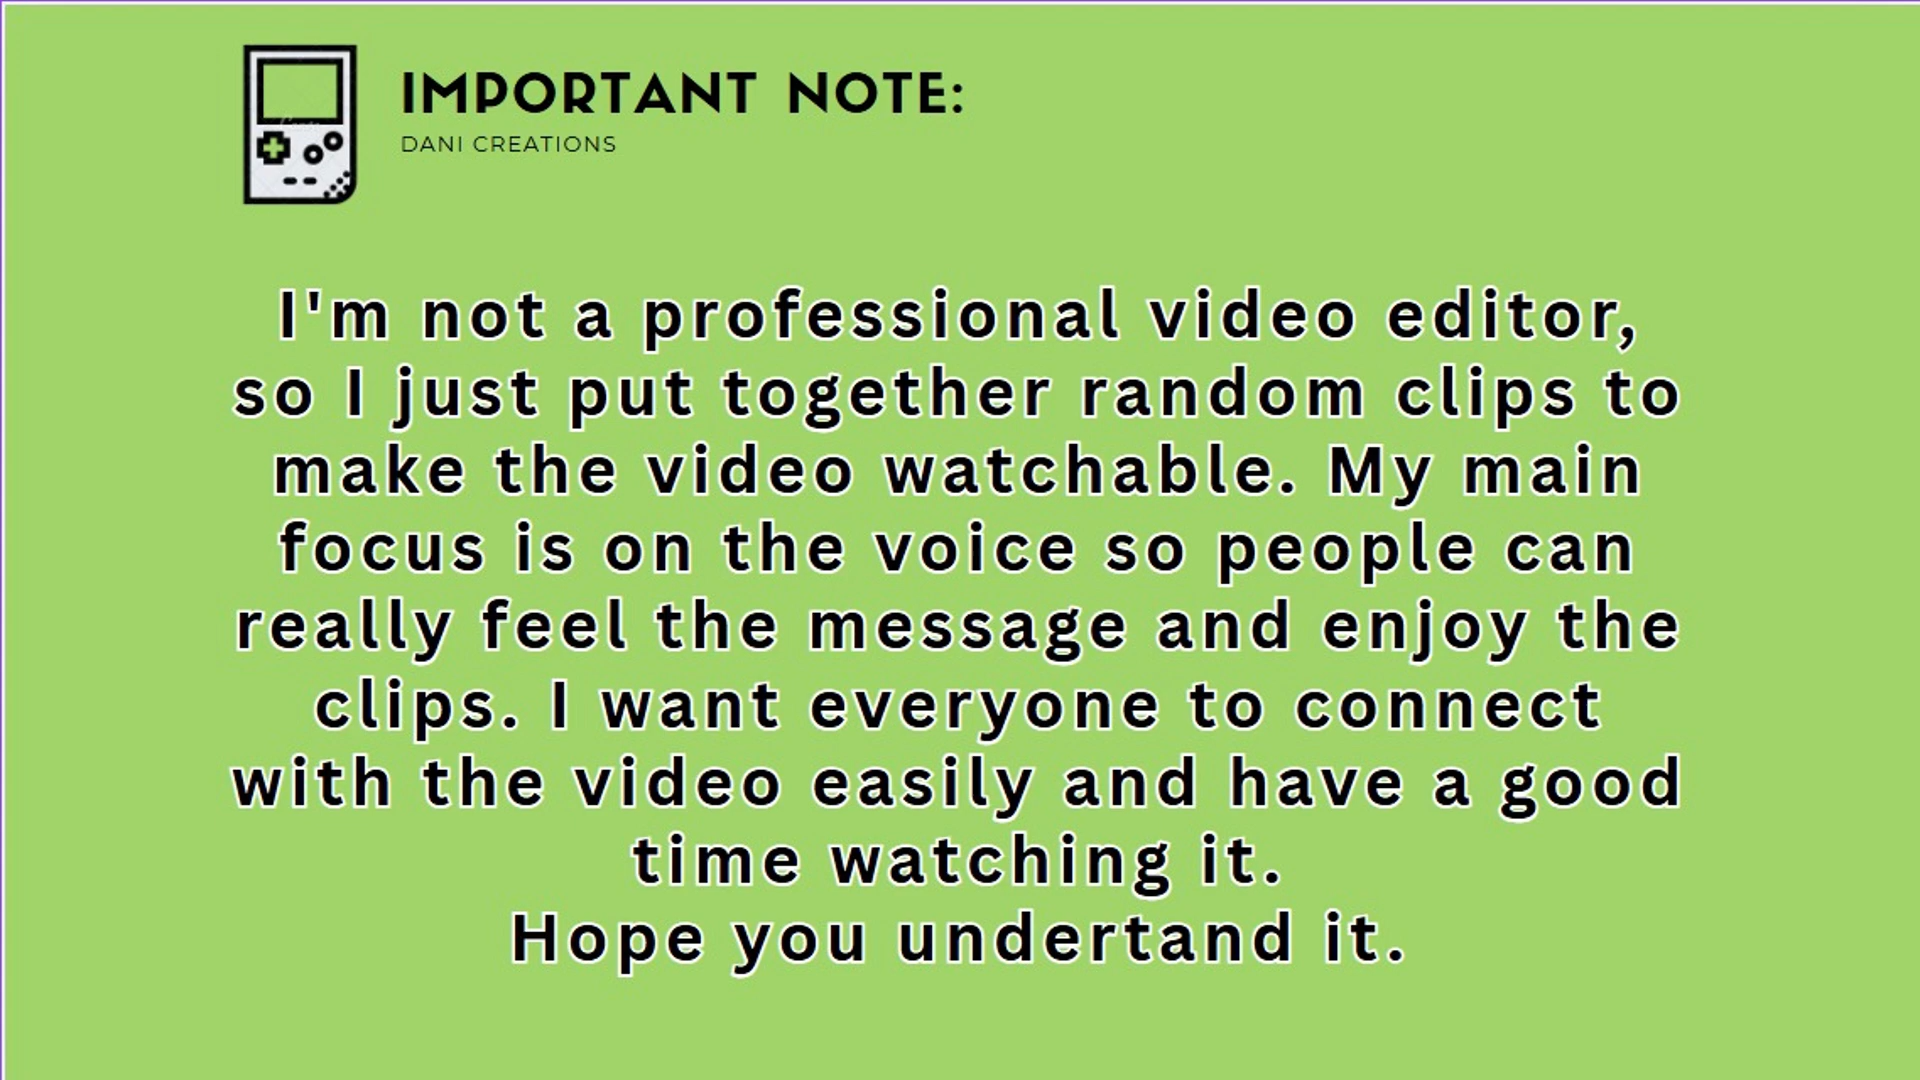 IMPORTANT NOTE:
DANI CREATIONS
I'm not a professional video editor,
so I just put together random clips to
make the video watchable. My main
focus is on the voice so people can
really feel the message and enjoy the
clips. I want everyone to connect
with the video easily and have a good
time watching it.
Hope you undertand it.